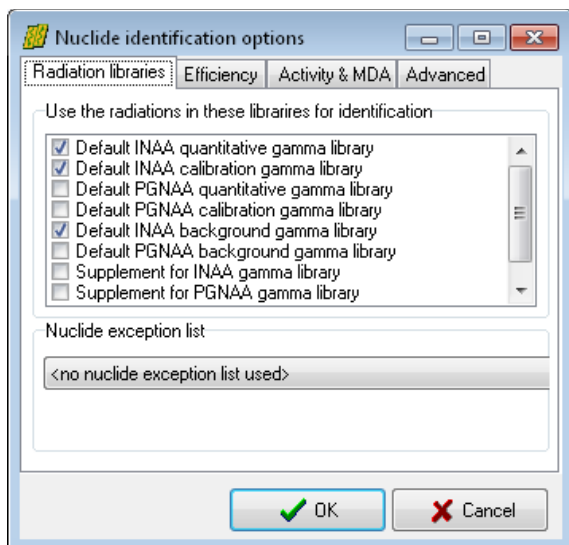 Nuclide identification options
Radiation libraries Efficiency Activity & MDA Advanced
Use the radiations in these librarires for identification
Default INAA quantitative gamma library
Default INAA calibration gamma library
Default PGNAA quantitative gamma library
Default PGNAA calibration gamma library
Default INAA background gamma library
Default PGNAA background gamma library
Supplement for INAA gamma library
Supplement for PGNAA gamma library
Nuclide exception list
<no nuclide exception list used>
OK Cancel